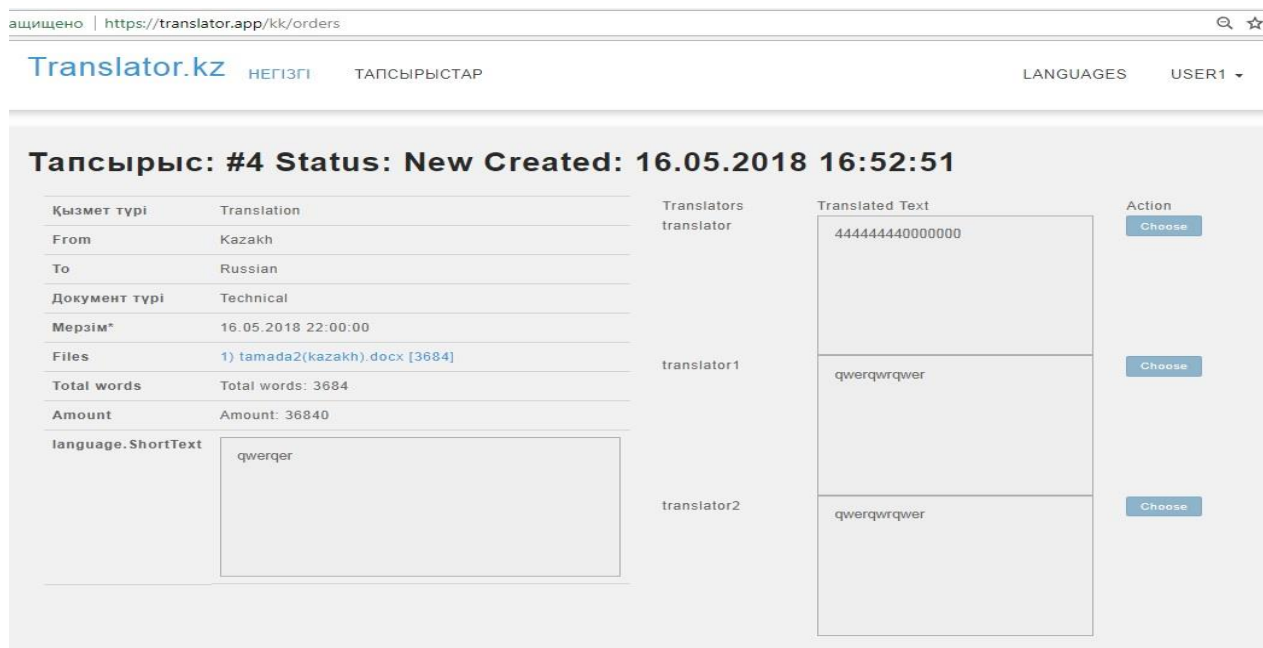 ащищено | https://translator.app/kk/orders
Translator.kz НЕГІЗГІ ТАПСЫРЫСТАР LANGUAGES USER1
Тапсырыс: #4 Status: New Created: 16.05.2018 16:52:51
Қызмет түрі Translation
From Kazakh
To Russian
Документ түрі Technical
Мерзім* 16.05.2018 22:00:00
Files 1) tamada2(kazakh).docx [3684]
Total words Total words: 3684
Amount Amount: 36840
language.ShortText qwerqer
Translators Translated Text Action
translator 444444440000000 Choose
translator1 qwerqwrqwer Choose
translator2 qwerqwrqwer Choose